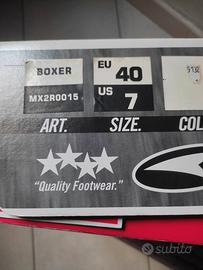 BOXER
EU 40
MX2R0015
US 7
ART. SIZE. COL
"Quality Footwear."
subito